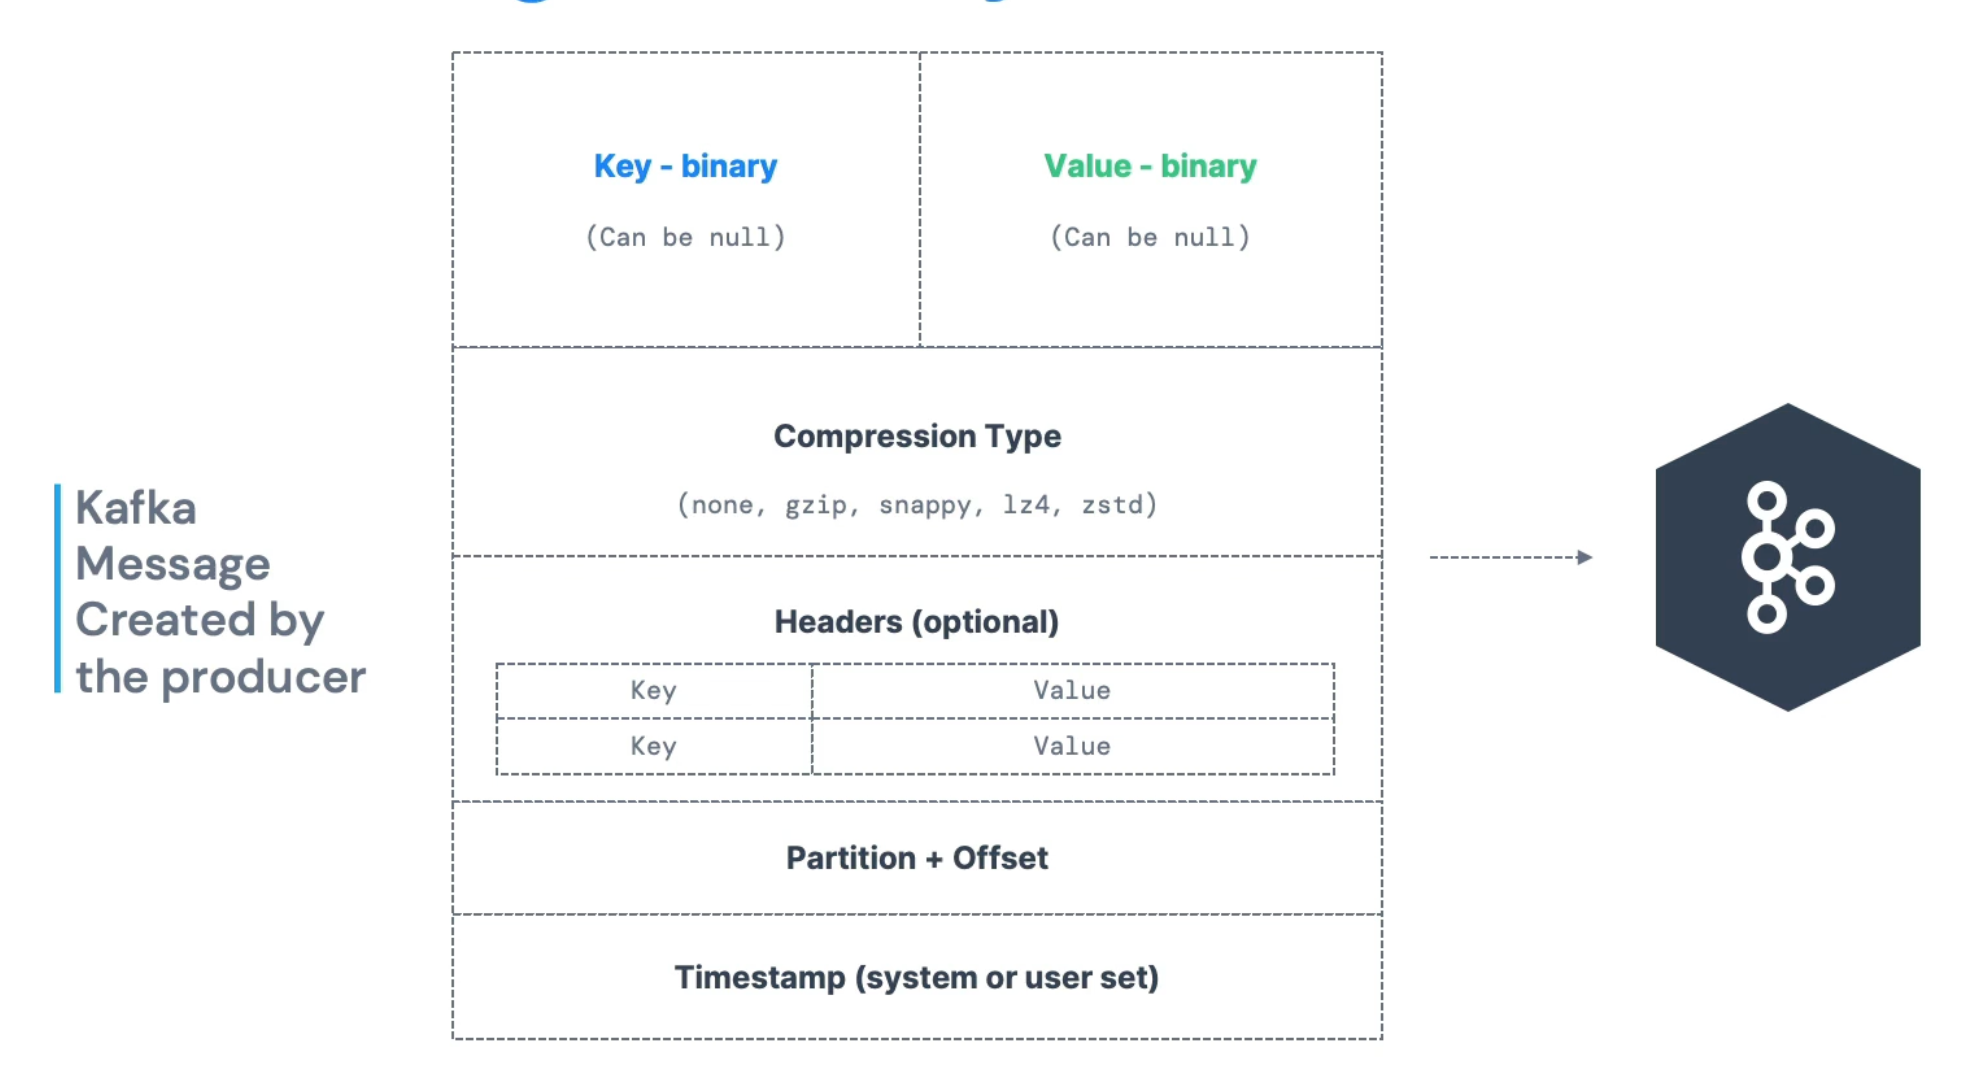 Key - binary
Value - binary
(Can be null)
(Can be null)
Compression Type
(none, gzip, snappy, lz4, zstd)
Kafka
Message
Created by
the producer
Headers (optional)
Key
Value
Key
Value
Partition + Offset
Timestamp (system or user set)